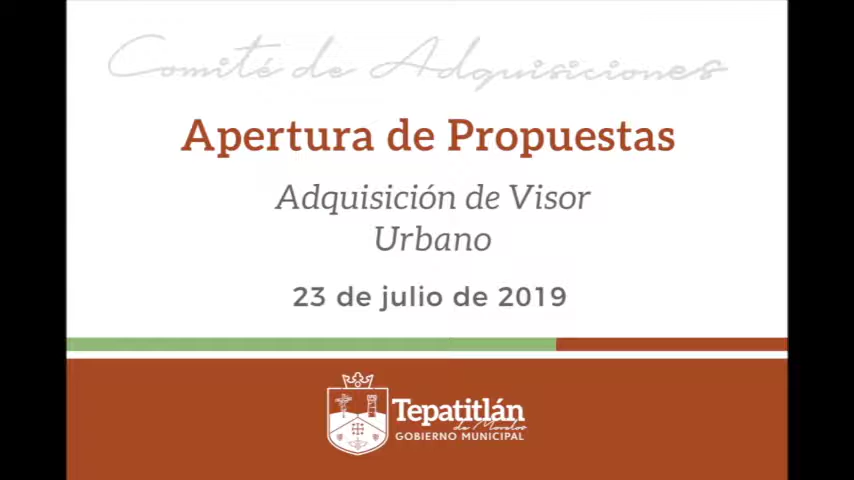 Comité de Adquisiciones
Apertura de Propuestas
Adquisición de Visor
Urbano
23 de julio de 2019
Tepatitlán
de Morelos
GOBIERNO MUNICIPAL